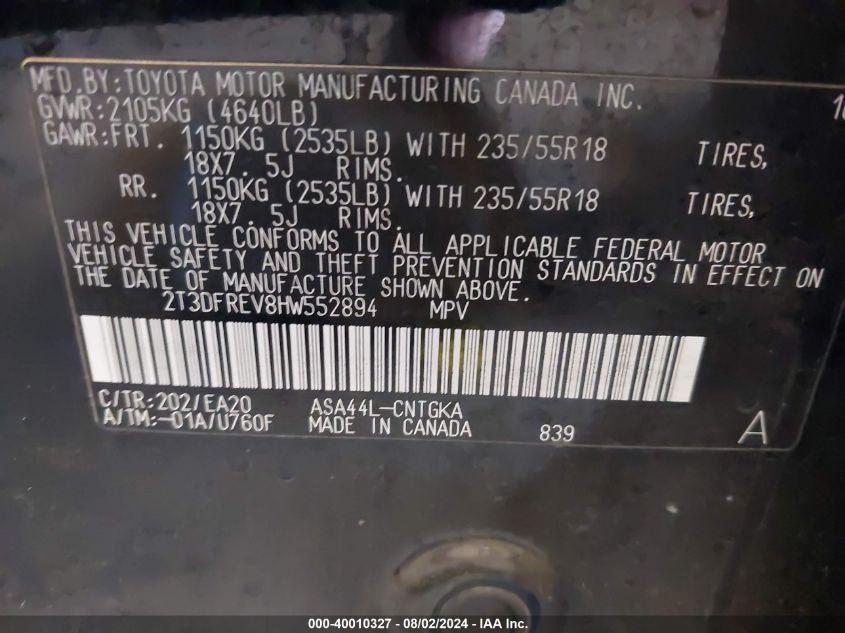 MFD.BY:TOYOTA MOTOR MANUFACTURING CANADA INC.
GVWR:2105KG (4640LB)
GAWR:FRT. 1150KG (2535LB) WITH 235/55R18 TIRES,
18X7. 5J RIMS.
RR. 1150KG (2535LB) WITH 235/55R18 TIRES,
18X7. 5J RIMS.
THIS VEHICLE CONFORMS TO ALL APPLICABLE FEDERAL MOTOR
VEHICLE SAFETY AND THEFT PREVENTION STANDARDS IN EFFECT ON
THE DATE OF MANUFACTURE SHOWN ABOVE.
2T3DFREV8HW552894 MPV
C/TR:202/EA20 ASA44L-CNTGKA
A/TM:-01A/U760F MADE IN CANADA 839 A
000-40010327 - 08/02/2024 - IAAI.com